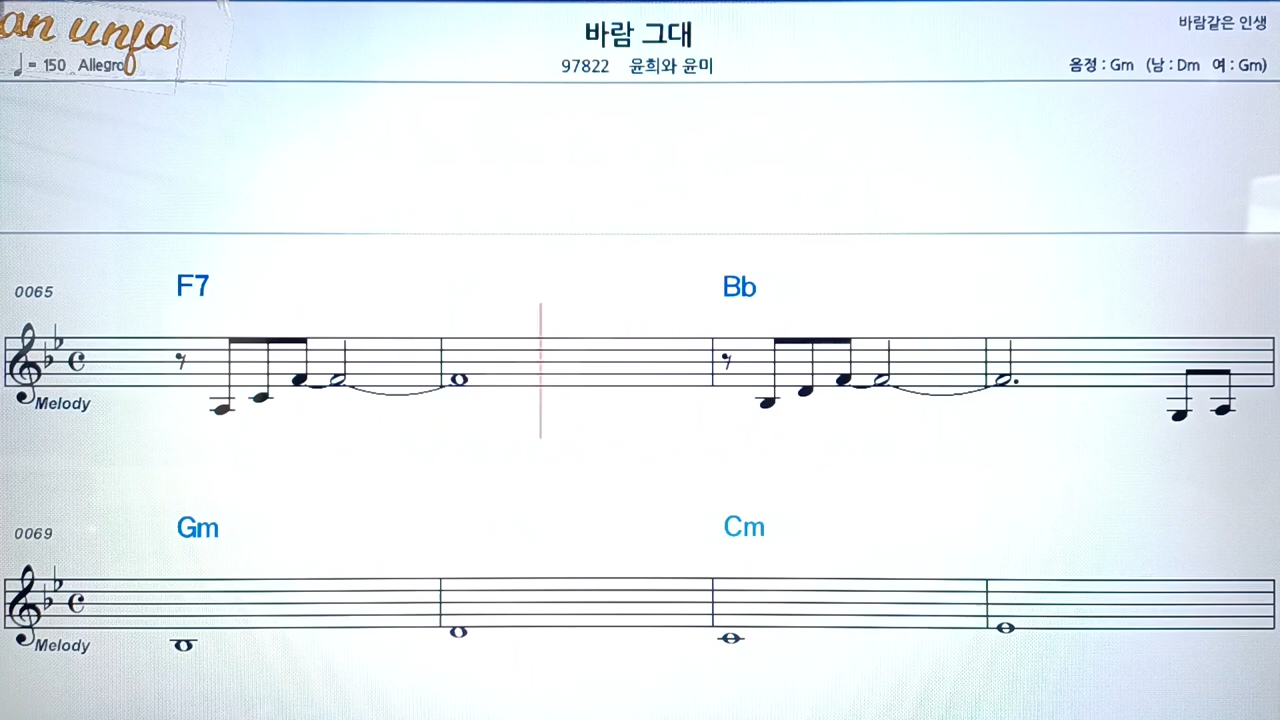 an unfa
바람 그대
바람같은 인생
♩ = 150 Allegro
97822 윤희와 윤미
음정 : Gm (남 : Dm 여 : Gm)
0065
F7 Bb
Melody
0069
Gm Cm
Melody